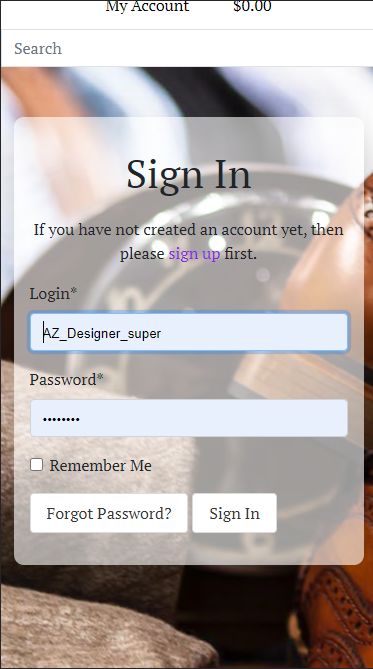 My Account $0.00
Search
Sign In
If you have not created an account yet, then
please sign up first.
Login*
AZ_Designer_super
Password*
••••••••
Remember Me
Forgot Password? Sign In